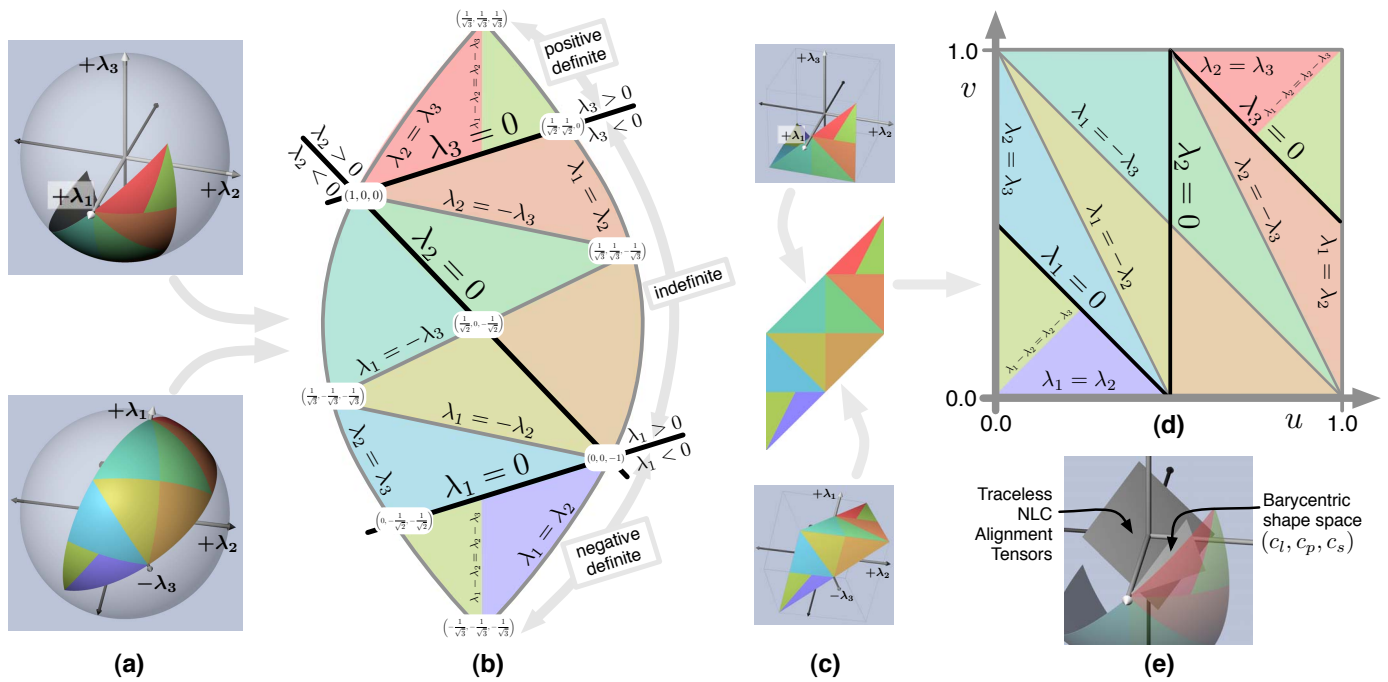 +λ₃
+λ₂
+λ₁
+λ₁
+λ₂
−λ₃
(a)
(1/√3, 1/√3, 1/√3)
positive
definite
λ₂ = λ₃
λ₁ − λ₂ = λ₂ − λ₃
λ₃ = 0
(1/√2, 1/√2, 0)
λ₃ > 0
λ₃ < 0
λ₂ > 0
λ₂ < 0
(1, 0, 0)
λ₁ = λ₂
λ₂ = −λ₃
(1/√3, 1/√3, −1/√3)
λ₂ = 0
indefinite
(1/√2, 0, −1/√2)
λ₁ = −λ₃
(1/√3, −1/√3, −1/√3)
λ₁ = −λ₂
λ₂ = λ₃
λ₁ > 0
λ₁ < 0
(0, 0, −1)
λ₁ = 0
(0, −1/√2, −1/√2)
λ₁ − λ₂ = λ₂ − λ₃
λ₁ = λ₂
negative
definite
(−1/√3, −1/√3, −1/√3)
(b)
+λ₃
+λ₁
+λ₂
+λ₁
+λ₂
−λ₃
(c)
1.0
v
λ₂ = λ₃
λ₁ − λ₂ = λ₂ − λ₃
λ₃ = 0
λ₁ = −λ₃
λ₂ = 0
λ₂ = λ₃
λ₁ = −λ₂
λ₂ = −λ₃
λ₁ = λ₂
λ₁ = 0
λ₁ − λ₂ = λ₂ − λ₃
λ₁ = λ₂
0.0
0.0
u
1.0
(d)
Traceless
NLC
Alignment
Tensors
Barycentric
shape space
(cₗ, cₚ, cₛ)
(e)